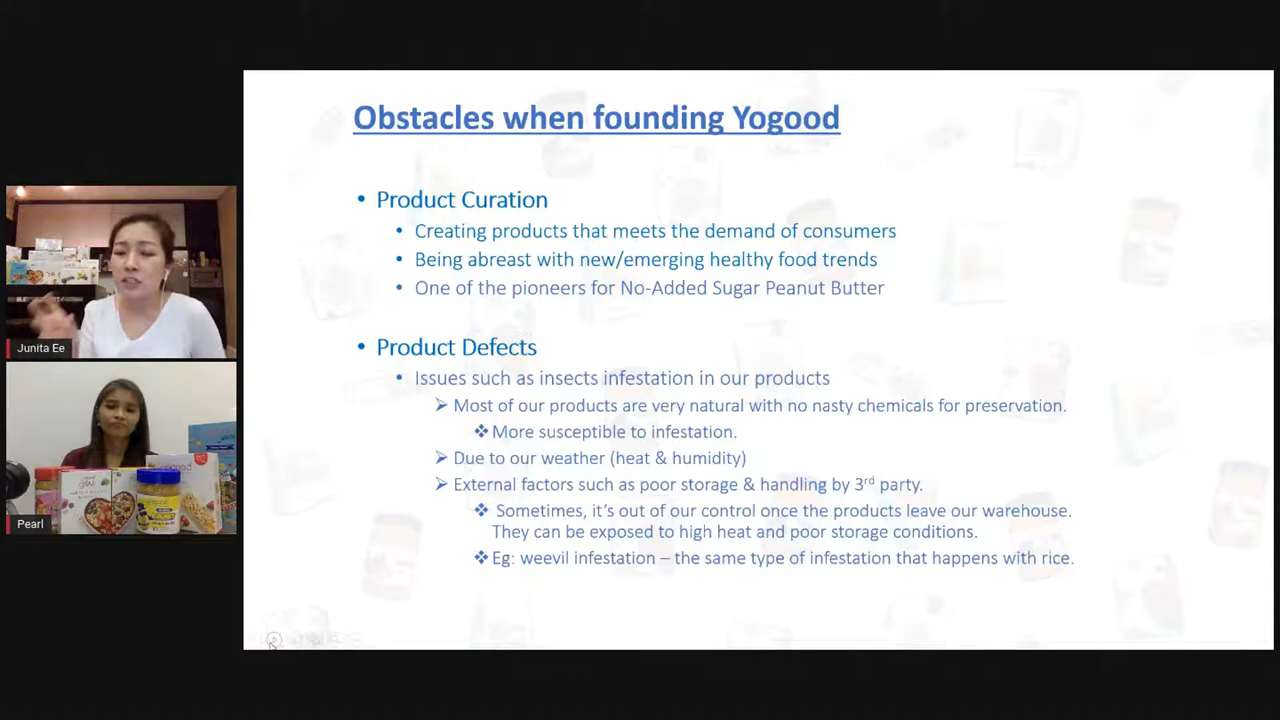 Obstacles when founding Yogood
• Product Curation
• Creating products that meets the demand of consumers
• Being abreast with new/emerging healthy food trends
• One of the pioneers for No-Added Sugar Peanut Butter
• Product Defects
• Issues such as insects infestation in our products
➢ Most of our products are very natural with no nasty chemicals for preservation.
❖ More susceptible to infestation.
➢ Due to our weather (heat & humidity)
➢ External factors such as poor storage & handling by 3rd party.
❖ Sometimes, it’s out of our control once the products leave our warehouse.
They can be exposed to high heat and poor storage conditions.
❖ Eg: weevil infestation – the same type of infestation that happens with rice.
Junita Ee
Pearl